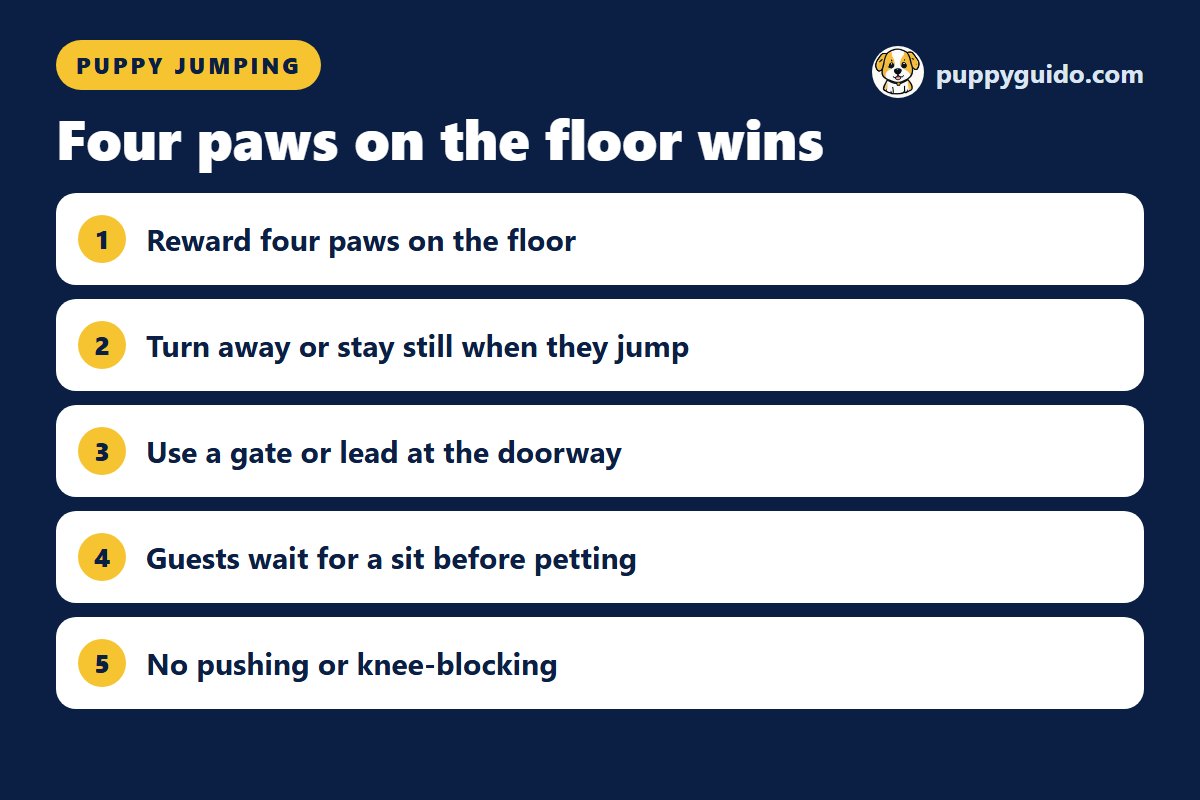 PUPPY JUMPING
puppyguido.com
Four paws on the floor wins
1 Reward four paws on the floor
2 Turn away or stay still when they jump
3 Use a gate or lead at the doorway
4 Guests wait for a sit before petting
5 No pushing or knee-blocking